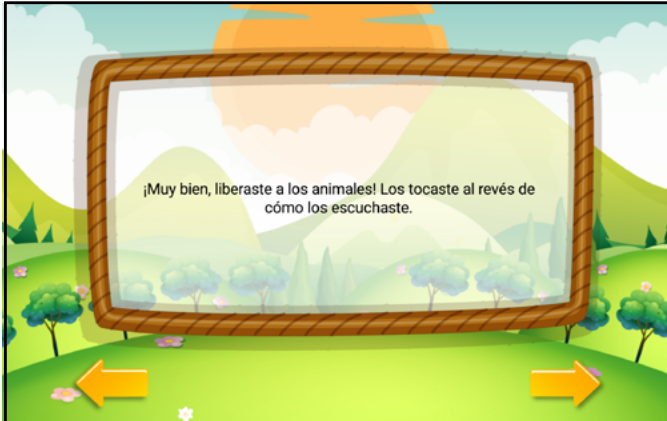 ¡Muy bien, liberaste a los animales! Los tocaste al revés de
cómo los escuchaste.